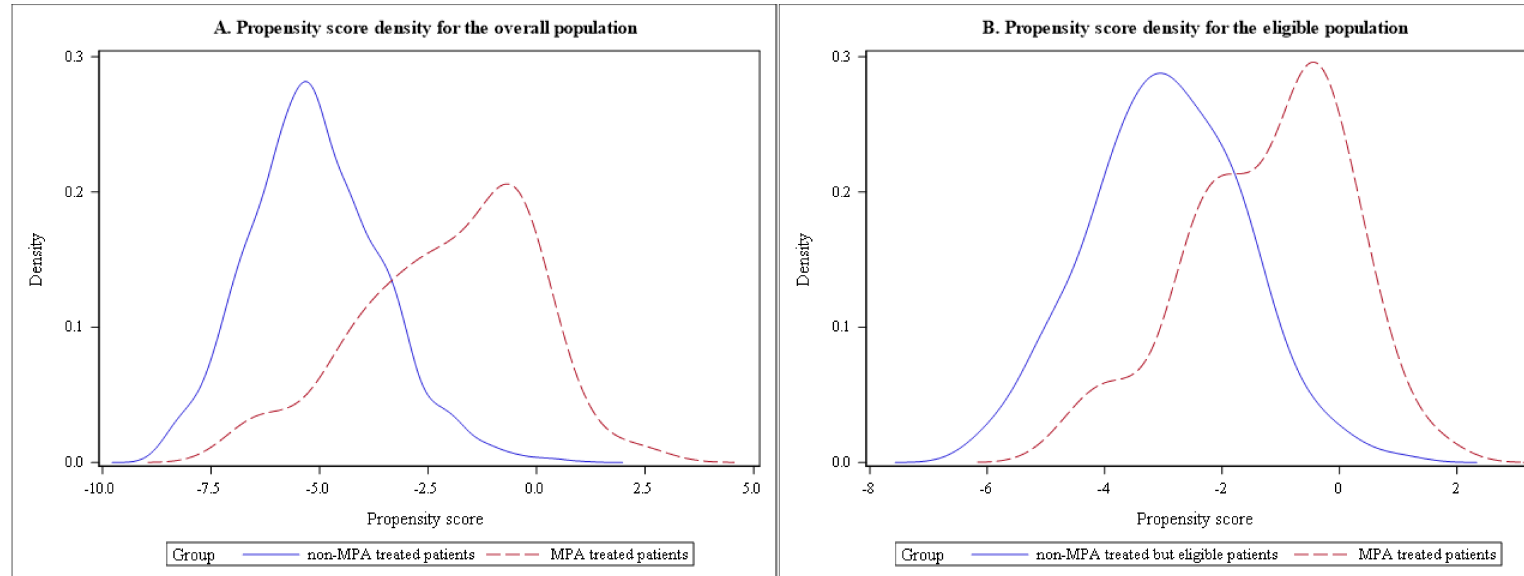 A. Propensity score density for the overall population
0.3
0.2
0.1
0.0
Density
-10.0 -7.5 -5.0 -2.5 0.0 2.5 5.0
Propensity score
Group non-MPA treated patients MPA treated patients
B. Propensity score density for the eligible population
0.3
0.2
0.1
0.0
Density
-8 -6 -4 -2 0 2
Propensity score
Group non-MPA treated but eligible patients MPA treated patients